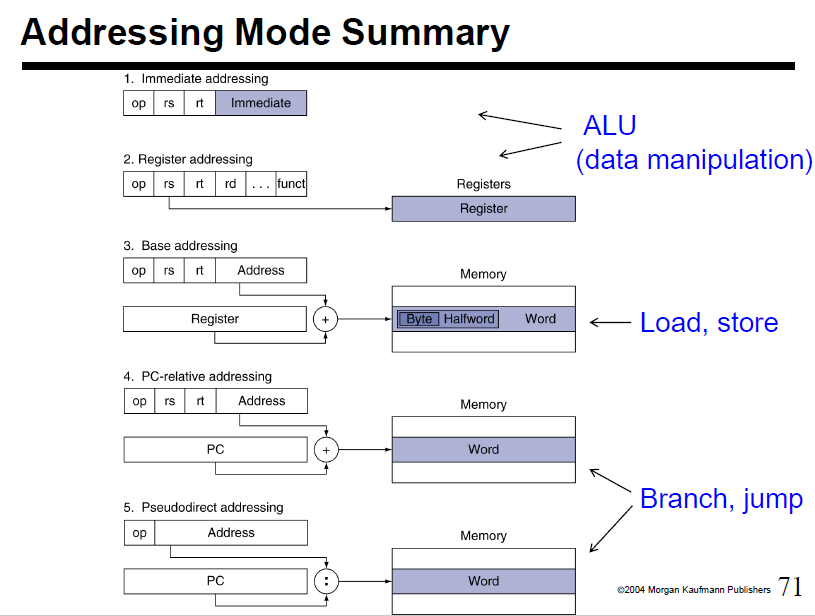 Addressing Mode Summary
1. Immediate addressing
op rs rt Immediate
ALU
(data manipulation)
2. Register addressing
op rs rt rd . . . funct
Registers
Register
3. Base addressing
op rs rt Address
Memory
Register
+
Byte Halfword Word
Load, store
4. PC-relative addressing
op rs rt Address
Memory
PC
+
Word
Branch, jump
5. Pseudodirect addressing
op Address
Memory
PC
:
Word
©2004 Morgan Kaufmann Publishers 71